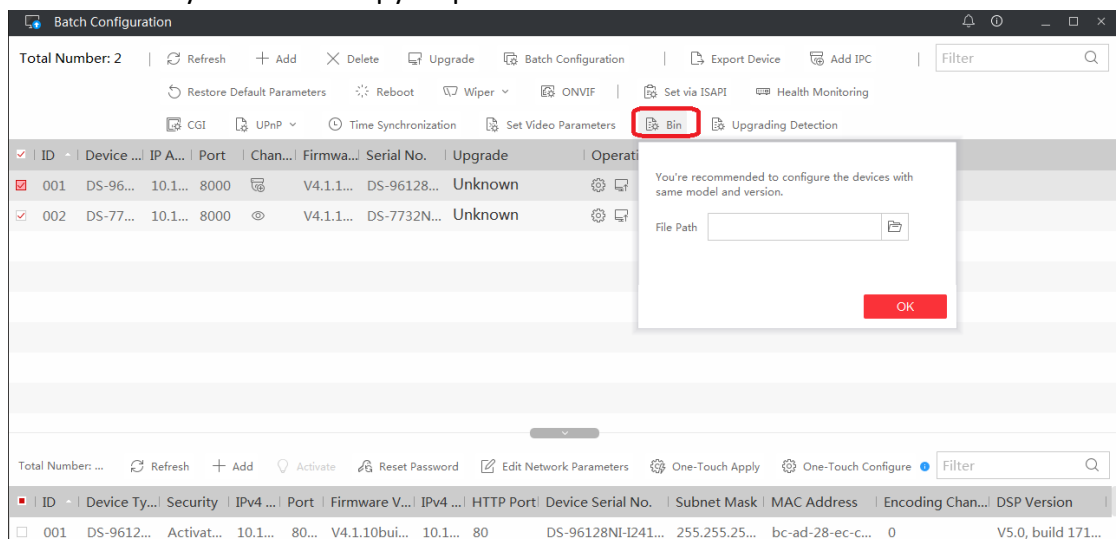 Batch Configuration
Total Number: 2 Refresh Add Delete Upgrade Batch Configuration Export Device Add IPC Filter
Restore Default Parameters Reboot Wiper ONVIF Set via ISAPI Health Monitoring
CGI UPnP Time Synchronization Set Video Parameters Bin Upgrading Detection
ID Device ... IP A... Port Chan... Firmwa... Serial No. Upgrade Operati
001 DS-96... 10.1... 8000 V4.1.1... DS-96128... Unknown
002 DS-77... 10.1... 8000 V4.1.1... DS-7732N... Unknown
You're recommended to configure the devices with
same model and version.
File Path
OK
Total Number: ... Refresh Add Activate Reset Password Edit Network Parameters One-Touch Apply One-Touch Configure Filter
ID Device Ty... Security IPv4 ... Port Firmware V... IPv4 ... HTTP Port Device Serial No. Subnet Mask MAC Address Encoding Chan... DSP Version
001 DS-9612... Activat... 10.1... 80... V4.1.10bui... 10.1... 80 DS-96128NI-I241... 255.255.25... bc-ad-28-ec-c... 0 V5.0, build 171...